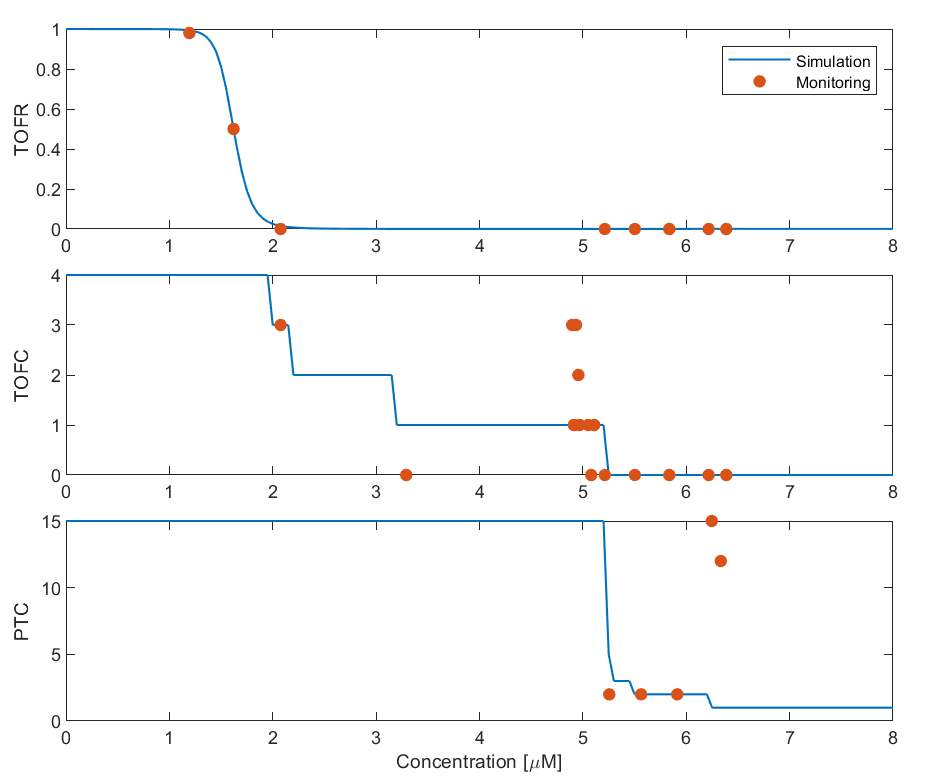 1
0.8
0.6
0.4
0.2
0
TOFR
Simulation
Monitoring
0 1 2 3 4 5 6 7 8
4
3
2
1
0
TOFC
0 1 2 3 4 5 6 7 8
15
10
5
0
PTC
0 1 2 3 4 5 6 7 8
Concentration [μM]